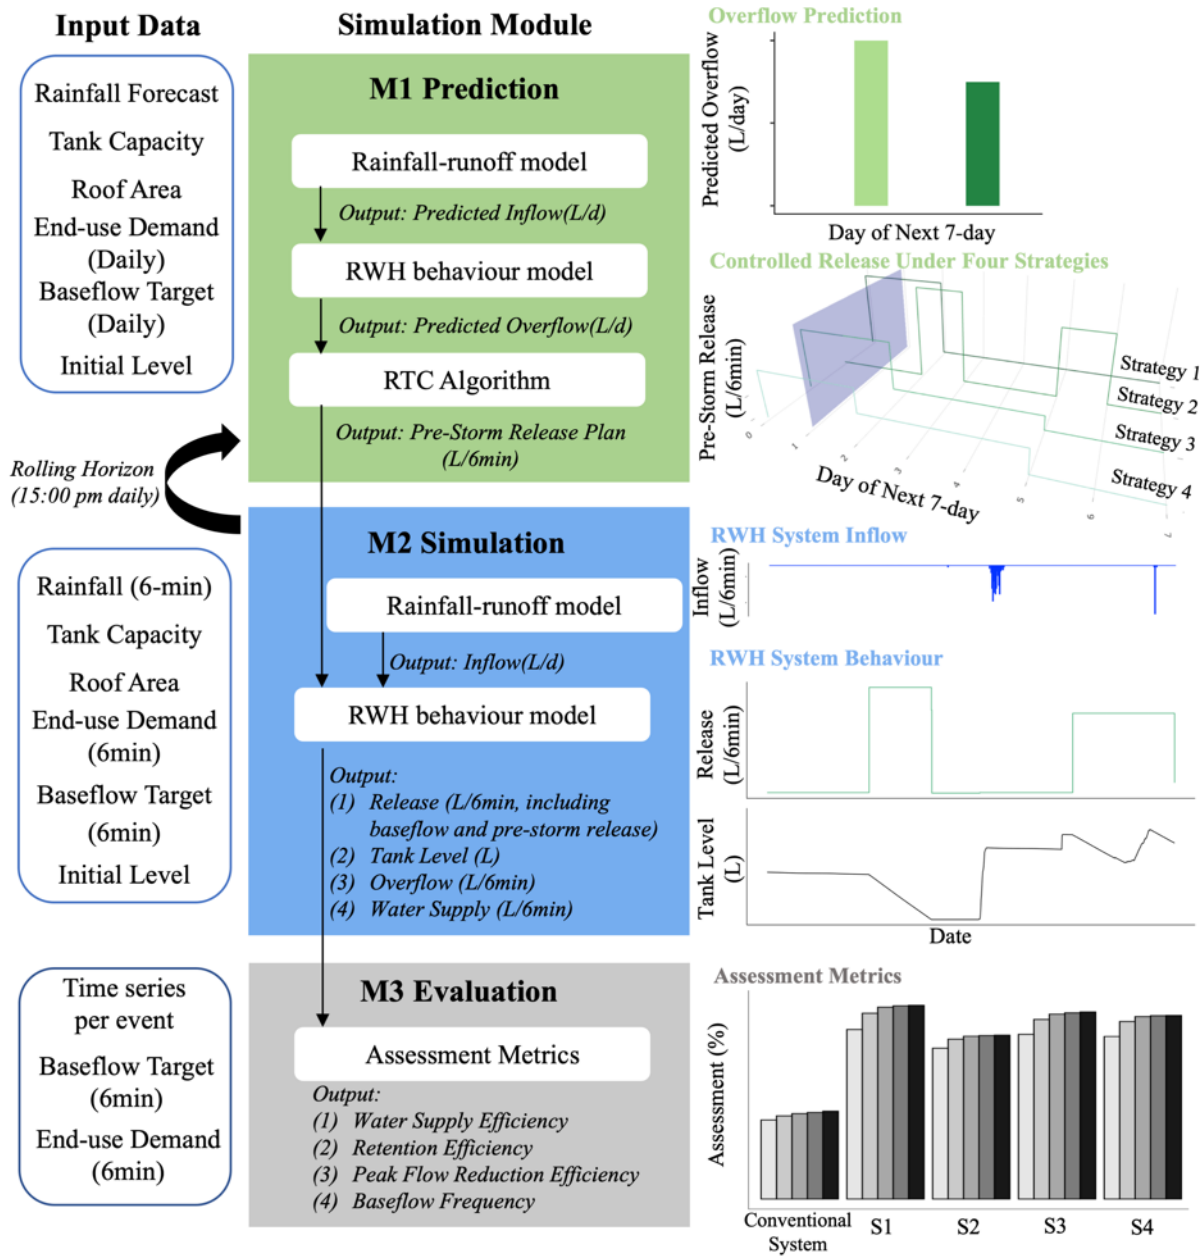 Input Data
Simulation Module
Rainfall Forecast
Tank Capacity
Roof Area
End-use Demand
(Daily)
Baseflow Target
(Daily)
Initial Level
M1 Prediction
Rainfall-runoff model
Output: Predicted Inflow(L/d)
RWH behaviour model
Output: Predicted Overflow(L/d)
RTC Algorithm
Output: Pre-Storm Release Plan
(L/6min)
Overflow Prediction
Predicted Overflow
(L/day)
Day of Next 7-day
Controlled Release Under Four Strategies
Pre-Storm Release
(L/6min)
Strategy 1
Strategy 2
Strategy 3
Strategy 4
0
1
2
3
4
5
6
7
Day of Next 7-day
Rolling Horizon
(15:00 pm daily)
Rainfall (6-min)
Tank Capacity
Roof Area
End-use Demand
(6min)
Baseflow Target
(6min)
Initial Level
M2 Simulation
Rainfall-runoff model
Output: Inflow(L/d)
RWH behaviour model
Output:
(1) Release (L/6min, including
baseflow and pre-storm release)
(2) Tank Level (L)
(3) Overflow (L/6min)
(4) Water Supply (L/6min)
RWH System Inflow
Inflow
(L/6min)
RWH System Behaviour
Release
(L/6min)
Tank Level
(L)
Date
Time series
per event
Baseflow Target
(6min)
End-use Demand
(6min)
M3 Evaluation
Assessment Metrics
Output:
(1) Water Supply Efficiency
(2) Retention Efficiency
(3) Peak Flow Reduction Efficiency
(4) Baseflow Frequency
Assessment Metrics
Assessment (%)
Conventional
System
S1
S2
S3
S4